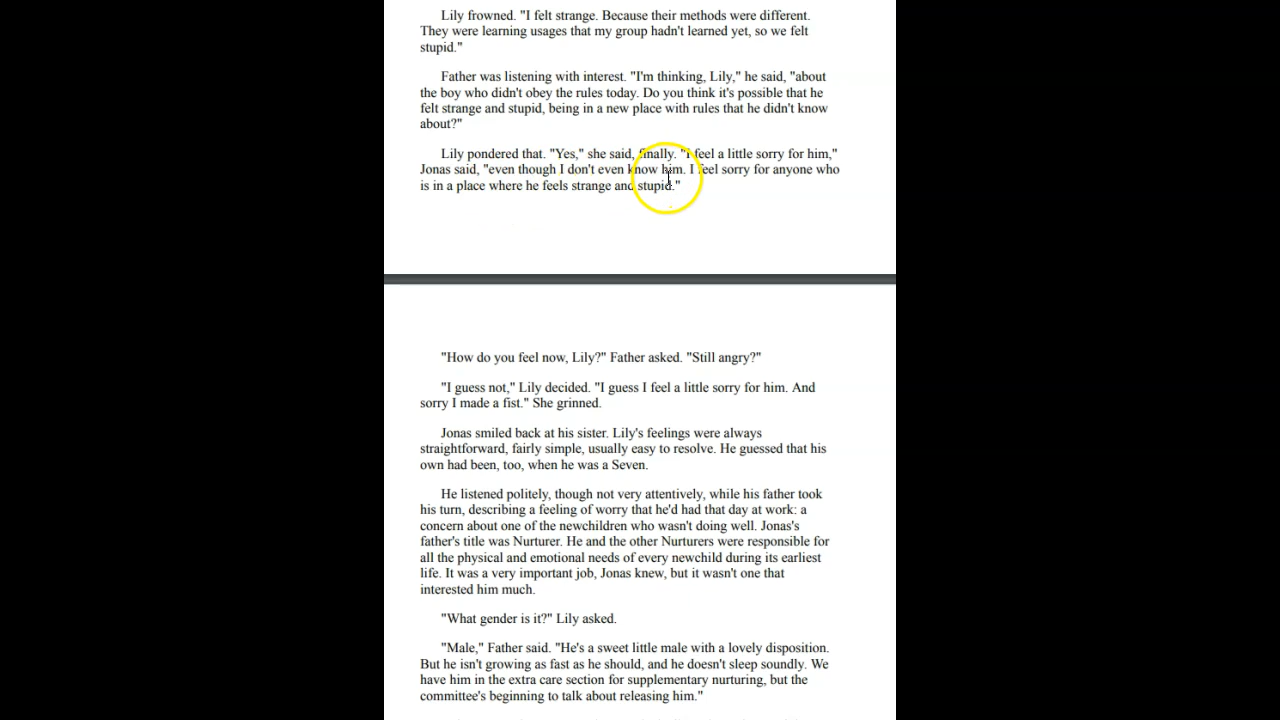 Lily frowned. "I felt strange. Because their methods were different.
They were learning usages that my group hadn't learned yet, so we felt
stupid."
Father was listening with interest. "I'm thinking, Lily," he said, "about
the boy who didn't obey the rules today. Do you think it's possible that he
felt strange and stupid, being in a new place with rules that he didn't know
about?"
Lily pondered that. "Yes," she said, finally. "I feel a little sorry for him,"
Jonas said, "even though I don't even know him. I feel sorry for anyone who
is in a place where he feels strange and stupid."
"How do you feel now, Lily?" Father asked. "Still angry?"
"I guess not," Lily decided. "I guess I feel a little sorry for him. And
sorry I made a fist." She grinned.
Jonas smiled back at his sister. Lily's feelings were always
straightforward, fairly simple, usually easy to resolve. He guessed that his
own had been, too, when he was a Seven.
He listened politely, though not very attentively, while his father took
his turn, describing a feeling of worry that he'd had that day at work: a
concern about one of the newchildren who wasn't doing well. Jonas's
father's title was Nurturer. He and the other Nurturers were responsible for
all the physical and emotional needs of every newchild during its earliest
life. It was a very important job, Jonas knew, but it wasn't one that
interested him much.
"What gender is it?" Lily asked.
"Male," Father said. "He's a sweet little male with a lovely disposition.
But he isn't growing as fast as he should, and he doesn't sleep soundly. We
have him in the extra care section for supplementary nurturing, but the
committee's beginning to talk about releasing him."